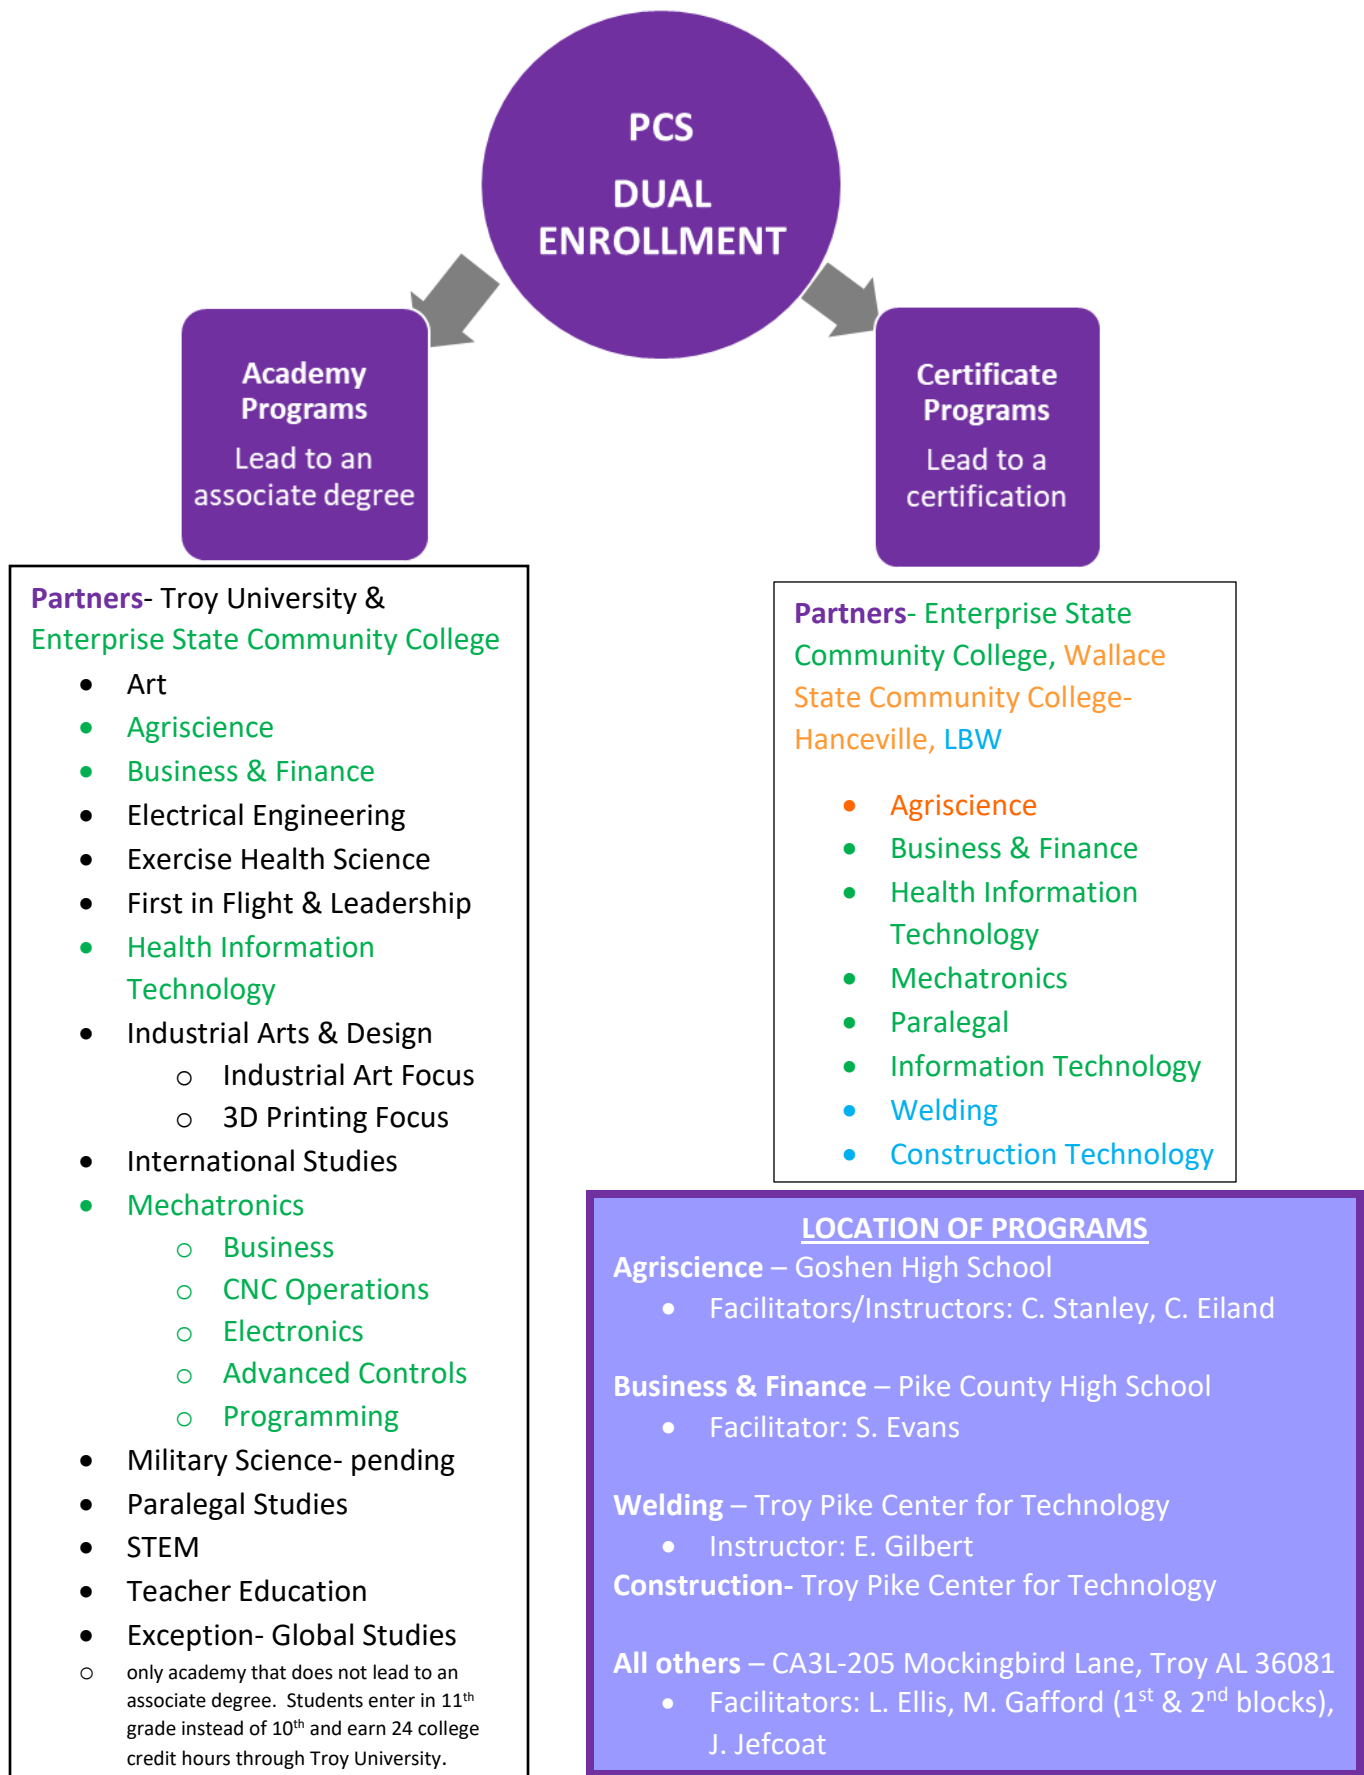 PCS
DUAL
ENROLLMENT
Academy
Programs
Lead to an
associate degree
Certificate
Programs
Lead to a
certification
Partners- Troy University &
Enterprise State Community College
• Art
• Agriscience
• Business & Finance
• Electrical Engineering
• Exercise Health Science
• First in Flight & Leadership
• Health Information
Technology
• Industrial Arts & Design
o Industrial Art Focus
o 3D Printing Focus
• International Studies
• Mechatronics
o Business
o CNC Operations
o Electronics
o Advanced Controls
o Programming
• Military Science- pending
• Paralegal Studies
• STEM
• Teacher Education
• Exception- Global Studies
o only academy that does not lead to an
associate degree. Students enter in 11th
grade instead of 10th and earn 24 college
credit hours through Troy University.
Partners- Enterprise State
Community College, Wallace
State Community College-
Hanceville, LBW
• Agriscience
• Business & Finance
• Health Information
Technology
• Mechatronics
• Paralegal
• Information Technology
• Welding
• Construction Technology
LOCATION OF PROGRAMS
Agriscience – Goshen High School
• Facilitators/Instructors: C. Stanley, C. Eiland
Business & Finance – Pike County High School
• Facilitator: S. Evans
Welding – Troy Pike Center for Technology
• Instructor: E. Gilbert
Construction- Troy Pike Center for Technology
All others – CA3L-205 Mockingbird Lane, Troy AL 36081
• Facilitators: L. Ellis, M. Gafford (1st & 2nd blocks),
J. Jefcoat